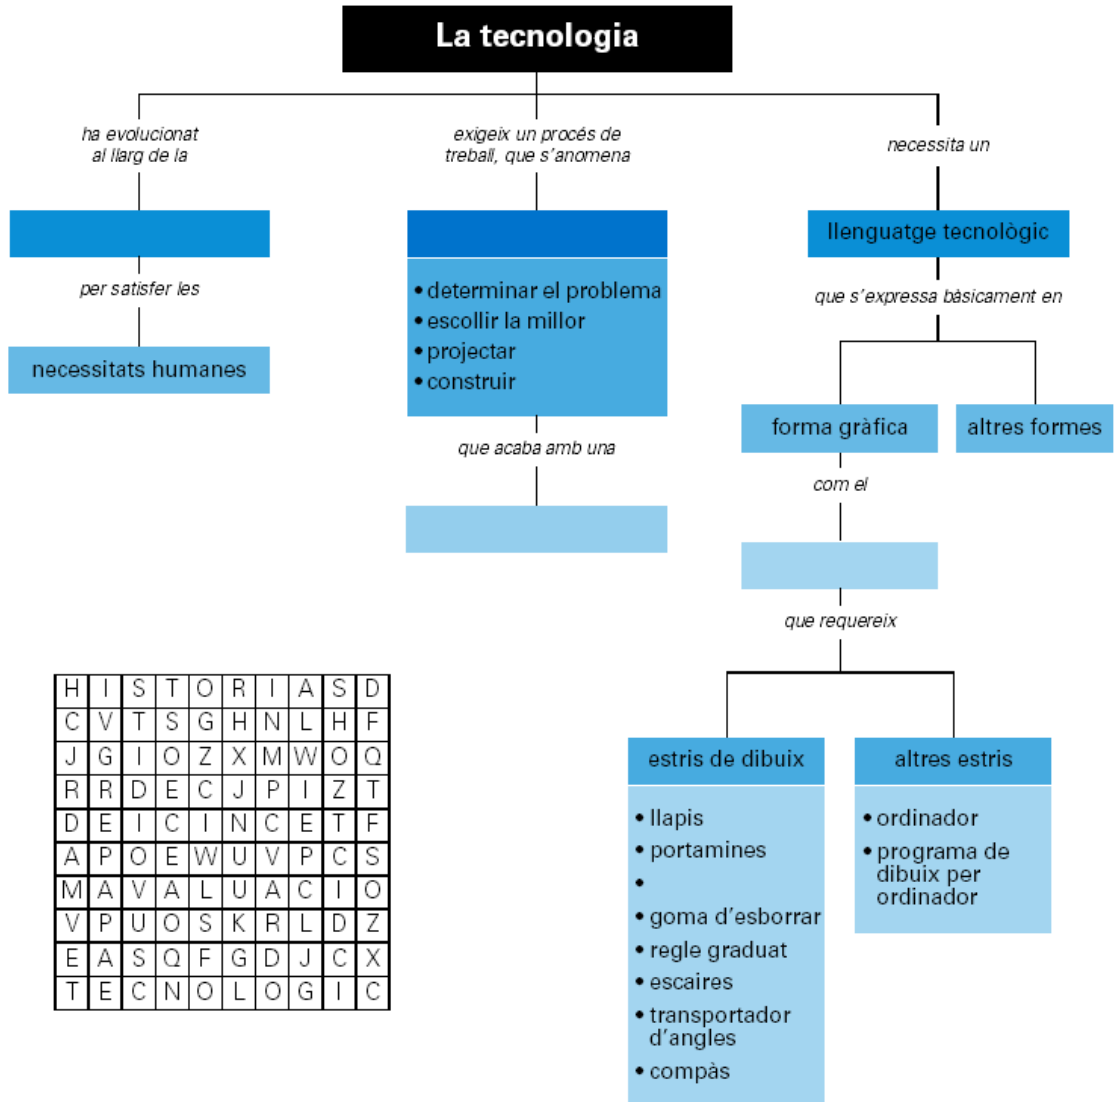 La tecnologia
ha evolucionat
al llarg de la
exigeix un procés de
treball, que s'anomena
necessita un
llenguatge tecnològic
per satisfer les
que s'expressa bàsicament en
necessitats humanes
• determinar el problema
• escollir la millor
• projectar
• construir
forma gràfica
altres formes
que acaba amb una
com el
que requereix
H I S T O R I A S D
C V T S G H N L H F
J G I O Z X M W O Q
R R D E C J P I Z T
D E I C I N C E T F
A P O E W U V P C S
M A V A L U A C I O
V P U O S K R L D Z
E A S Q F G D J C X
T E C N O L O G I C
estris de dibuix
• llapis
• portamines
•
• goma d'esborrar
• regle graduat
• escaires
• transportador
d'angles
• compàs
altres estris
• ordinador
• programa de
dibuix per
ordinador